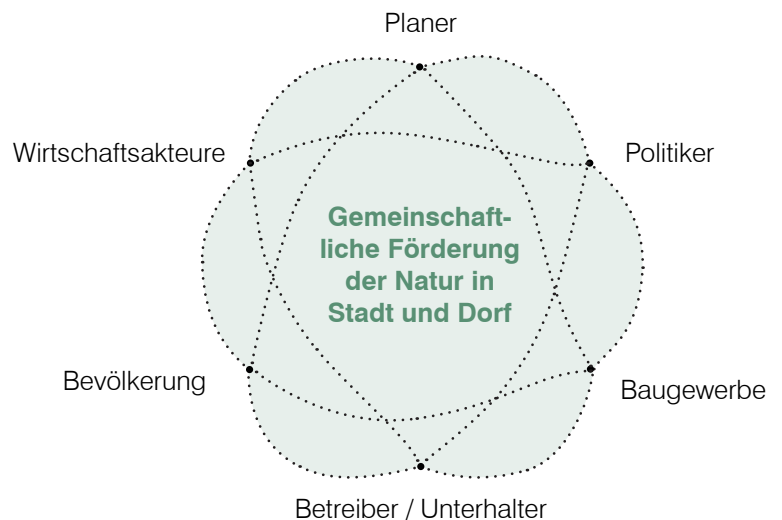 Planer
Wirtschaftsakteure
Politiker
Gemeinschaft-
liche Förderung
der Natur in
Stadt und Dorf
Bevölkerung
Baugewerbe
Betreiber / Unterhalter